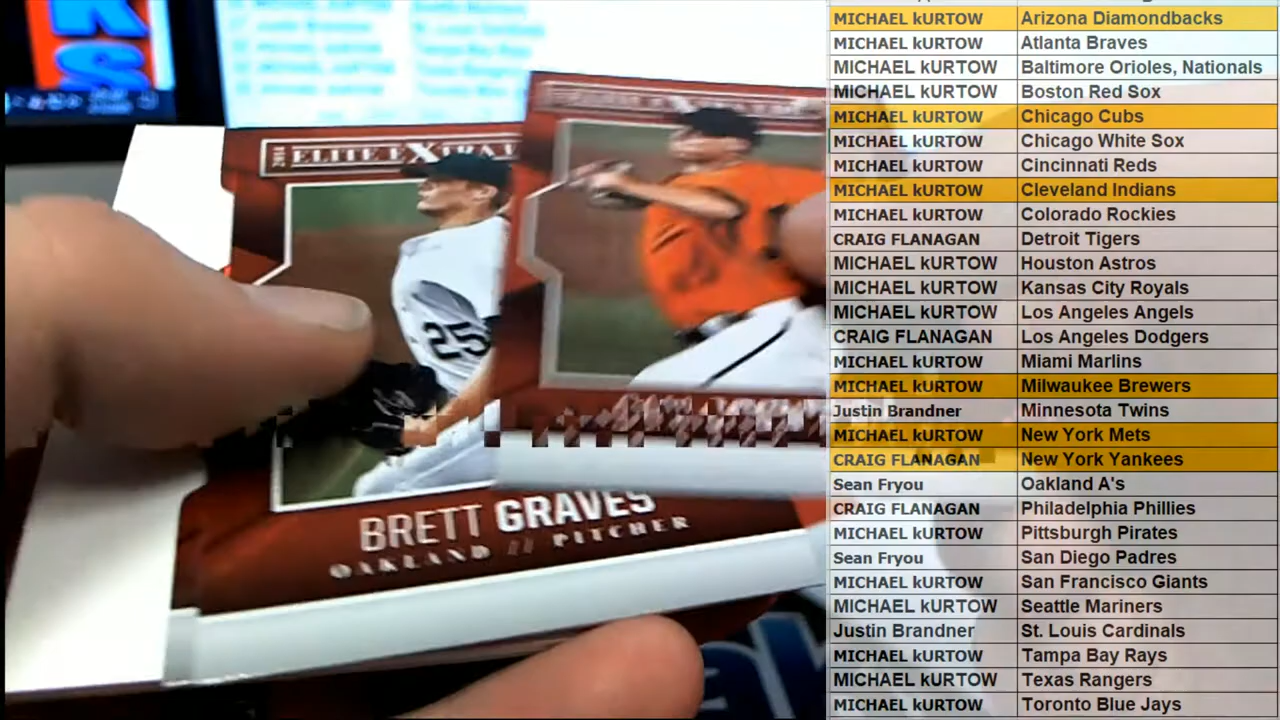 KS
ELITE EXTRA
25
BRETT GRAVES
OAKLAND // PITCHER
MICHAEL kURTOW Arizona Diamondbacks
MICHAEL kURTOW Atlanta Braves
MICHAEL kURTOW Baltimore Orioles, Nationals
MICHAEL kURTOW Boston Red Sox
MICHAEL kURTOW Chicago Cubs
MICHAEL kURTOW Chicago White Sox
MICHAEL kURTOW Cincinnati Reds
MICHAEL kURTOW Cleveland Indians
MICHAEL kURTOW Colorado Rockies
CRAIG FLANAGAN Detroit Tigers
MICHAEL kURTOW Houston Astros
MICHAEL kURTOW Kansas City Royals
MICHAEL kURTOW Los Angeles Angels
CRAIG FLANAGAN Los Angeles Dodgers
MICHAEL kURTOW Miami Marlins
MICHAEL kURTOW Milwaukee Brewers
Justin Brandner Minnesota Twins
MICHAEL kURTOW New York Mets
CRAIG FLANAGAN New York Yankees
Sean Fryou Oakland A's
CRAIG FLANAGAN Philadelphia Phillies
MICHAEL kURTOW Pittsburgh Pirates
Sean Fryou San Diego Padres
MICHAEL kURTOW San Francisco Giants
MICHAEL kURTOW Seattle Mariners
Justin Brandner St. Louis Cardinals
MICHAEL kURTOW Tampa Bay Rays
MICHAEL kURTOW Texas Rangers
MICHAEL kURTOW Toronto Blue Jays